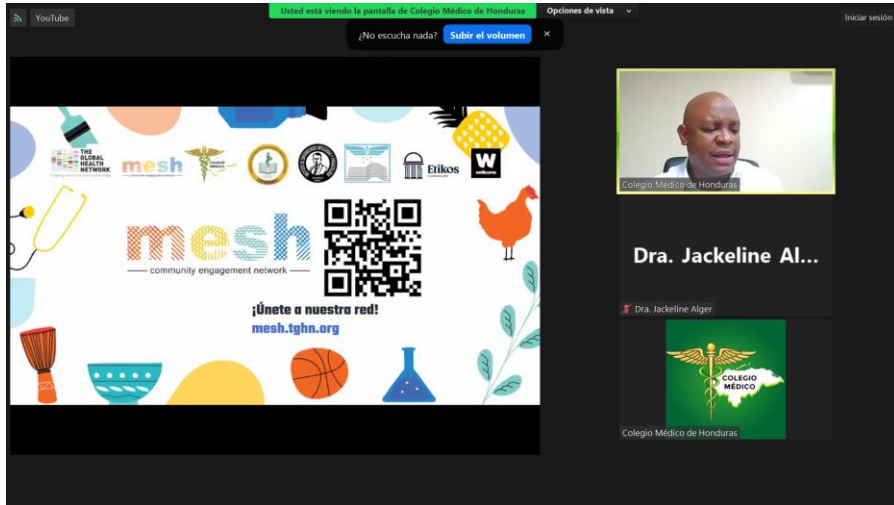 YouTube
Usted está viendo la pantalla de Colegio Médico de Honduras
Opciones de vista
Iniciar sesión
¿No escucha nada?
Subir el volumen
THE GLOBAL HEALTH NETWORK
mesh
Etikos
W
wellcome
mesh
community engagement network
¡Únete a nuestra red!
mesh.tghn.org
Colegio Médico de Honduras
Dra. Jackeline Al...
Dra. Jackeline Alger
COLEGIO
MÉDICO
Colegio Médico de Honduras